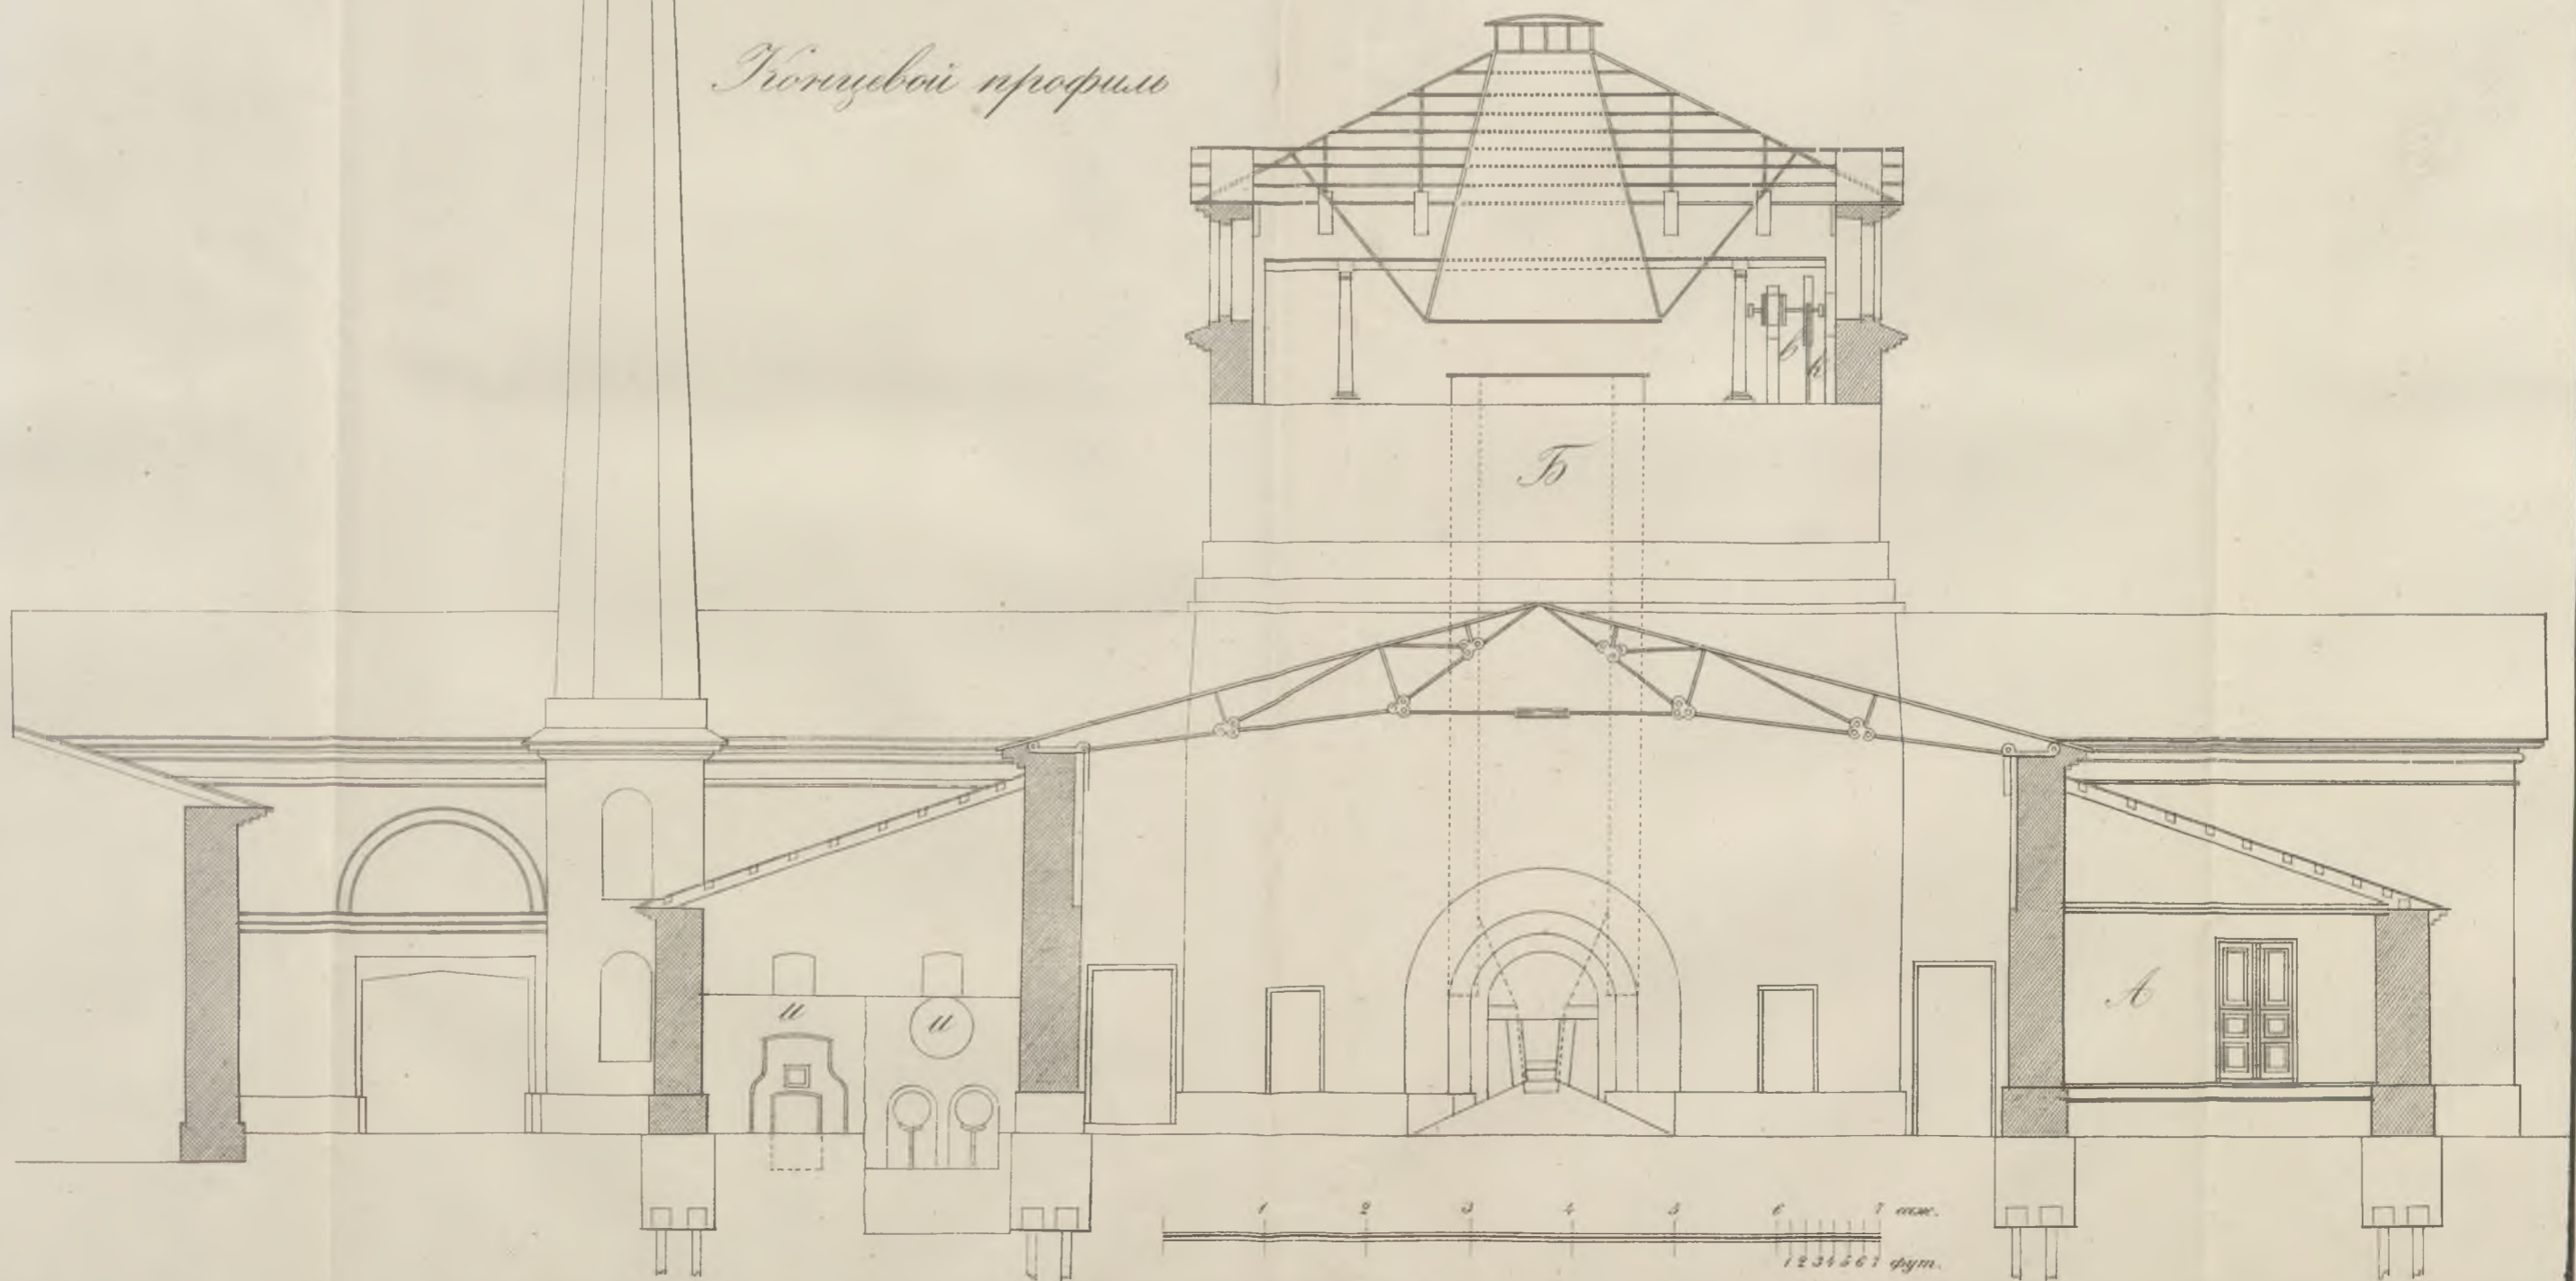 Концевой профиль
в
к
Б
А
и
и
1 2 3 4 5 6 7 саж.
1 2 3 4 5 6 7 фут.